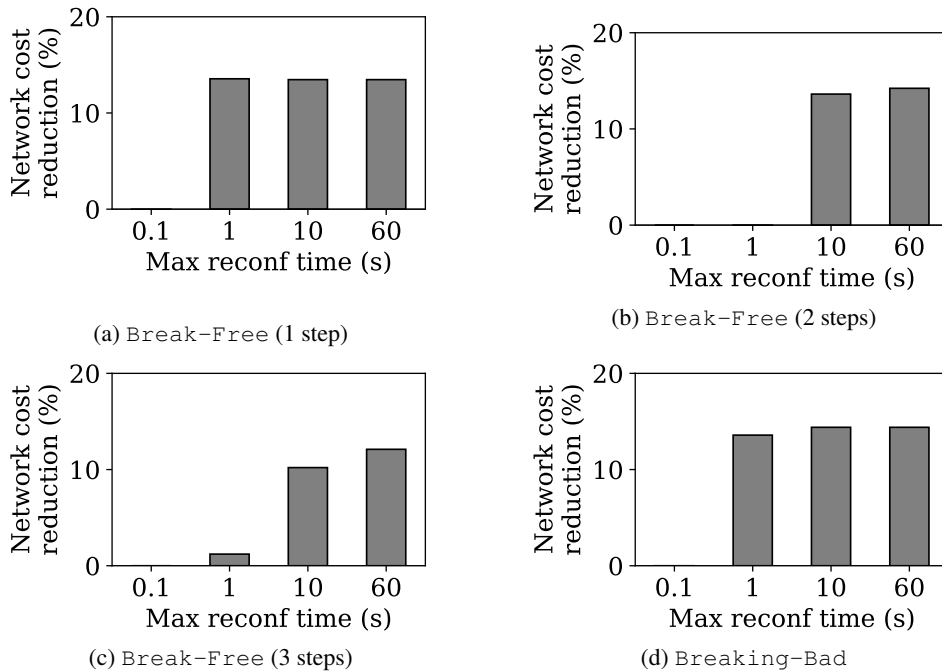 20
10
0
Network cost
reduction (%)
0.1 1 10 60
Max reconf time (s)
(a) Break-Free (1 step)
20
10
0
Network cost
reduction (%)
0.1 1 10 60
Max reconf time (s)
(b) Break-Free (2 steps)
20
10
0
Network cost
reduction (%)
0.1 1 10 60
Max reconf time (s)
(c) Break-Free (3 steps)
20
10
0
Network cost
reduction (%)
0.1 1 10 60
Max reconf time (s)
(d) Breaking-Bad